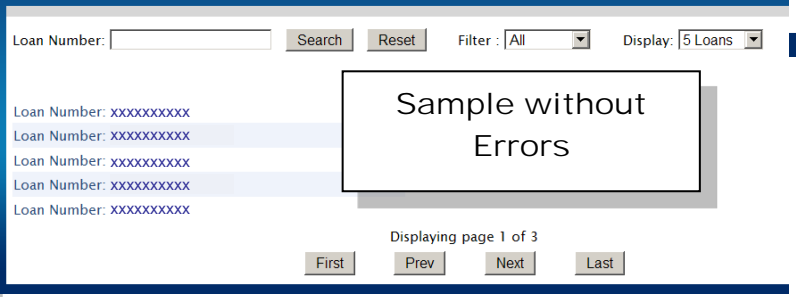 Loan Number: Search Reset Filter : All Display: 5 Loans
Sample without
Errors
Loan Number: xxxxxxxxxx
Loan Number: xxxxxxxxxx
Loan Number: xxxxxxxxxx
Loan Number: xxxxxxxxxx
Loan Number: xxxxxxxxxx
Displaying page 1 of 3
First Prev Next Last